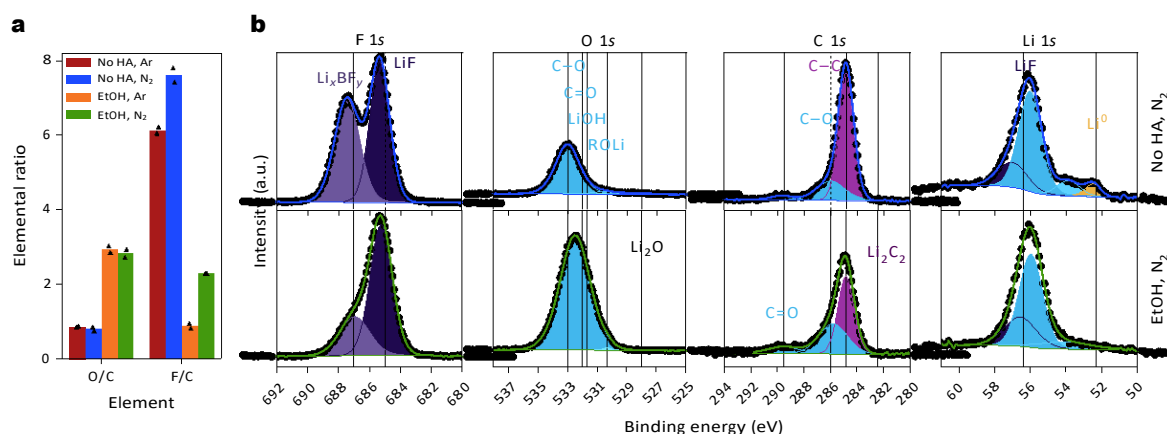 a
8
6
4
2
0
Elemental ratio
No HA, Ar
No HA, N₂
EtOH, Ar
EtOH, N₂
O/C
F/C
Element
b
F 1s
O 1s
C 1s
Li 1s
LiₓBF_y
LiF
C–O
C=O
LiOH
ROLi
C–C
C–O
LiF
Li⁰
No HA, N₂
Intensit (a.u.)
Li₂O
C=O
Li₂C₂
EtOH, N₂
692 690 688 686 684 682 680
537 535 533 531 529 527 525
294 292 290 288 286 284 282 280
60 58 56 54 52 50
Binding energy (eV)